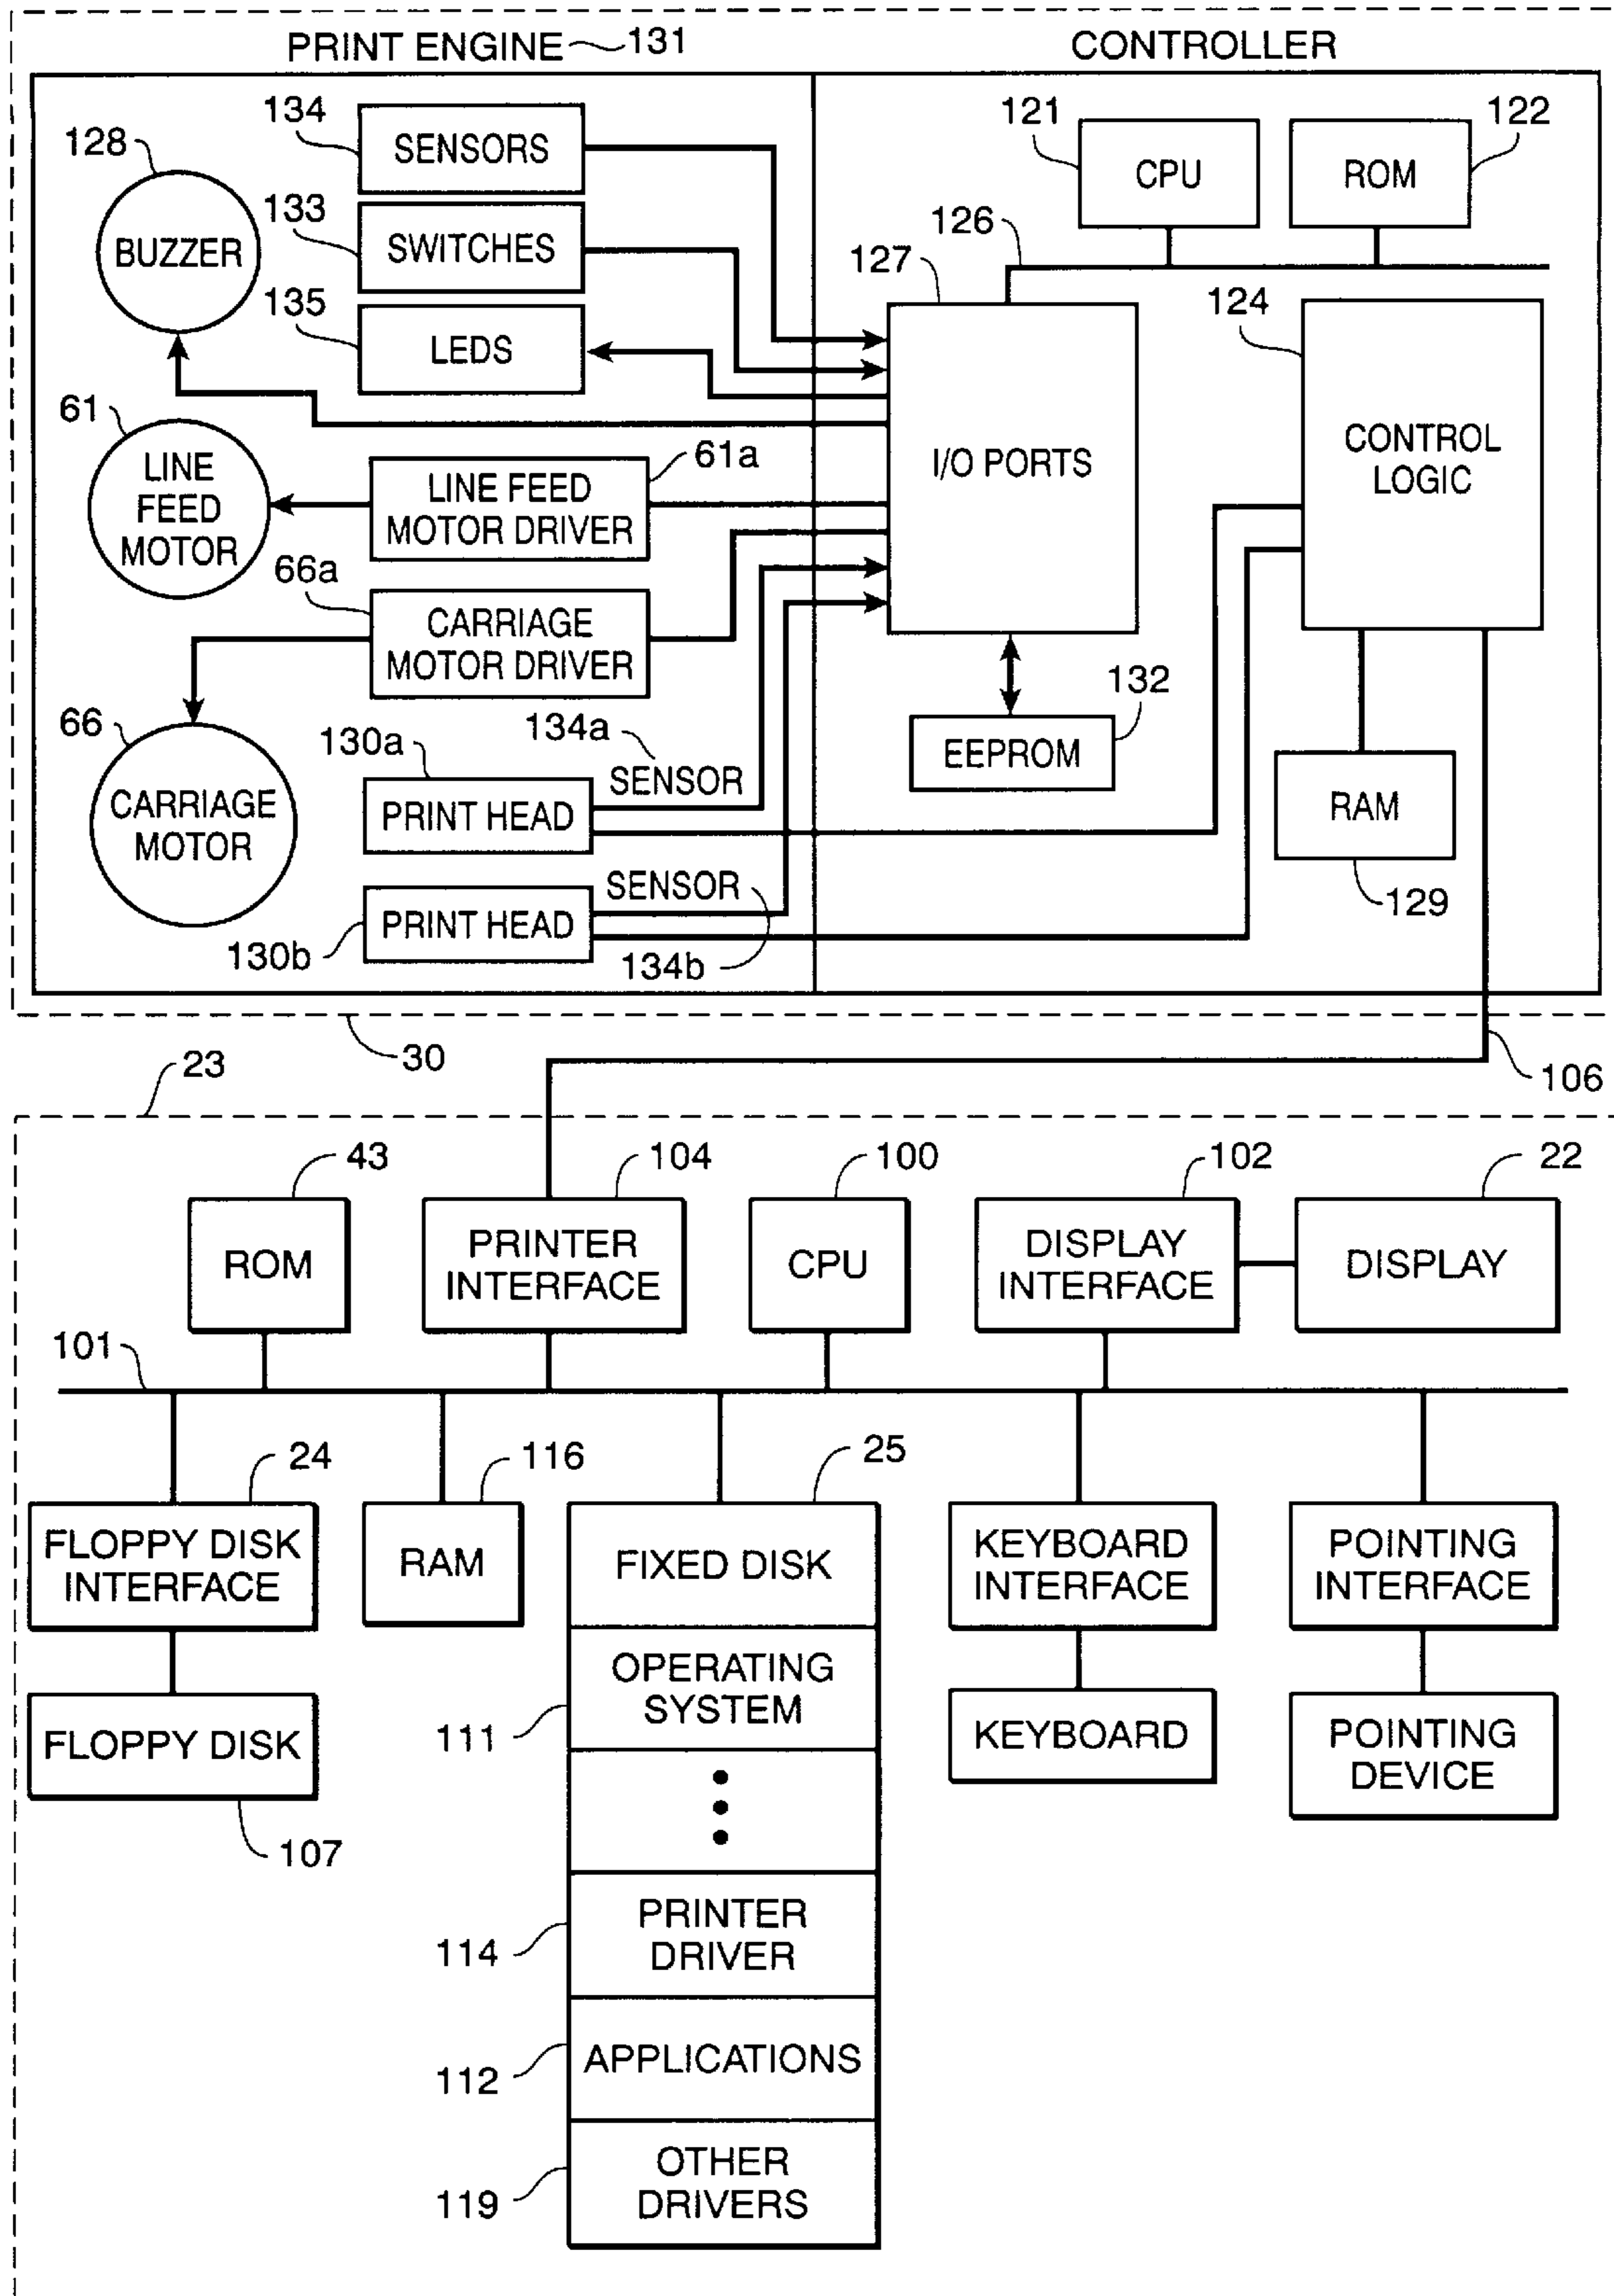 PRINT ENGINE 131
CONTROLLER
134
SENSORS
128
BUZZER
133
SWITCHES
135
LEDS
121
CPU
ROM
122
126
127
I/O PORTS
124
CONTROL
LOGIC
61
LINE
FEED
MOTOR
61a
LINE FEED
MOTOR DRIVER
66a
CARRIAGE
MOTOR DRIVER
66
CARRIAGE
MOTOR
130a
PRINT HEAD
134a
SENSOR
132
EEPROM
RAM
129
SENSOR
PRINT HEAD
130b
134b
30
106
23
43
ROM
104
PRINTER
INTERFACE
100
CPU
102
DISPLAY
INTERFACE
22
DISPLAY
101
24
FLOPPY DISK
INTERFACE
116
RAM
25
FIXED DISK
KEYBOARD
INTERFACE
POINTING
INTERFACE
FLOPPY DISK
107
OPERATING
SYSTEM
111
KEYBOARD
POINTING
DEVICE
PRINTER
DRIVER
114
APPLICATIONS
112
OTHER
DRIVERS
119